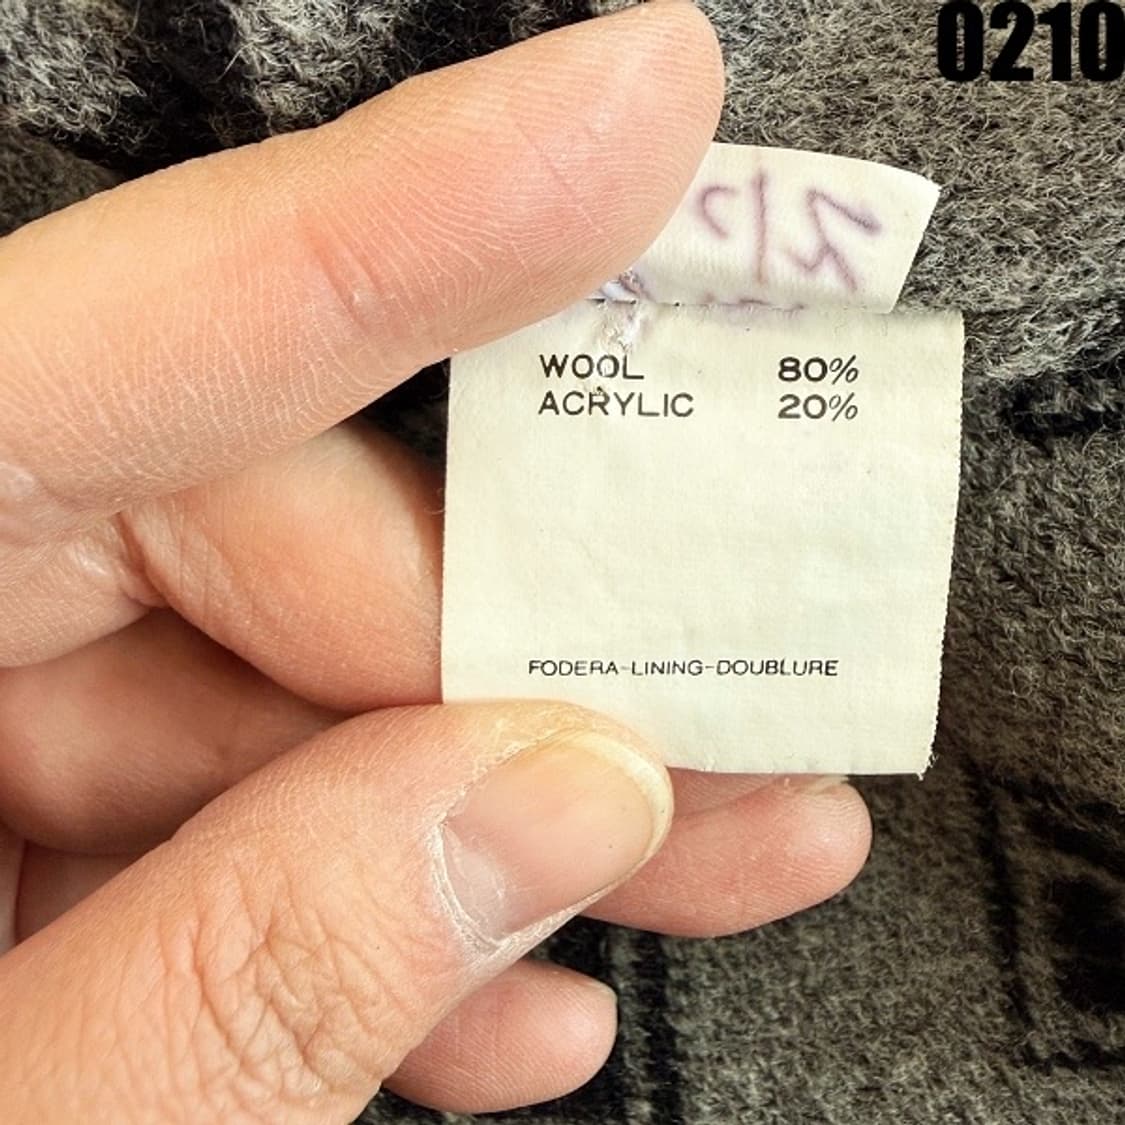 0210
WOOL 80%
ACRYLIC 20%
FODERA-LINING-DOUBLURE